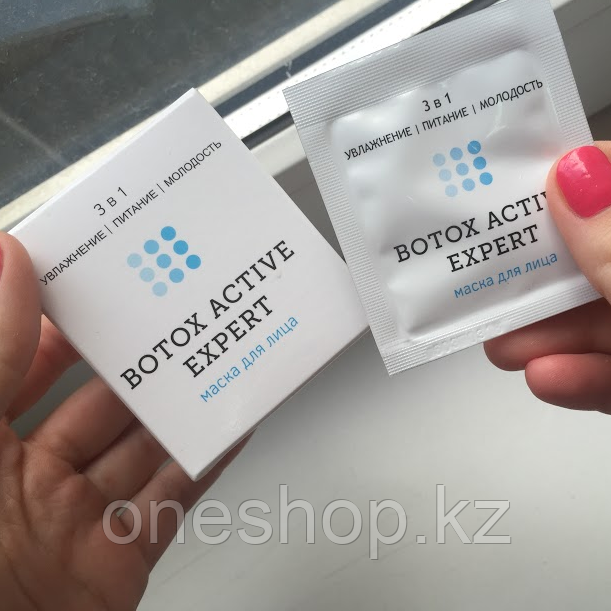 3 в 1
УВЛАЖНЕНИЕ | ПИТАНИЕ | МОЛОДОСТЬ
BOTOX ACTIVE
EXPERT
маска для лица
3 в 1
УВЛАЖНЕНИЕ | ПИТАНИЕ | МОЛОДОСТЬ
BOTOX ACTIV
EXPERT
маска для лица
oneshop.kz